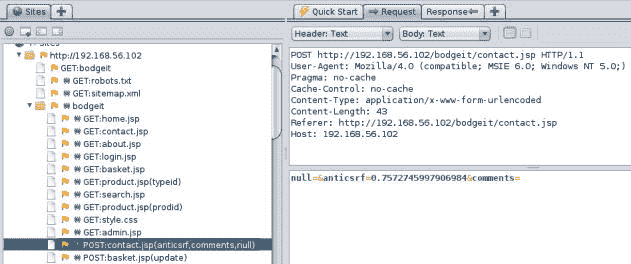 Sites
Quick Start
Request
Response
Header: Text
Body: Text
Sites
http://192.168.56.102
GET:bodgeit
GET:robots.txt
GET:sitemap.xml
bodgeit
GET:home.jsp
GET:contact.jsp
GET:about.jsp
GET:login.jsp
GET:basket.jsp
GET:product.jsp(typeid)
GET:search.jsp
GET:product.jsp(prodid)
GET:style.css
GET:admin.jsp
POST:contact.jsp(anticsrf,comments,null)
POST:basket.jsp(update)
POST http://192.168.56.102/bodgeit/contact.jsp HTTP/1.1
User-Agent: Mozilla/4.0 (compatible; MSIE 6.0; Windows NT 5.0;)
Pragma: no-cache
Cache-Control: no-cache
Content-Type: application/x-www-form-urlencoded
Content-Length: 43
Referer: http://192.168.56.102/bodgeit/contact.jsp
Host: 192.168.56.102
null=&anticsrf=0.7572745997906984&comments=